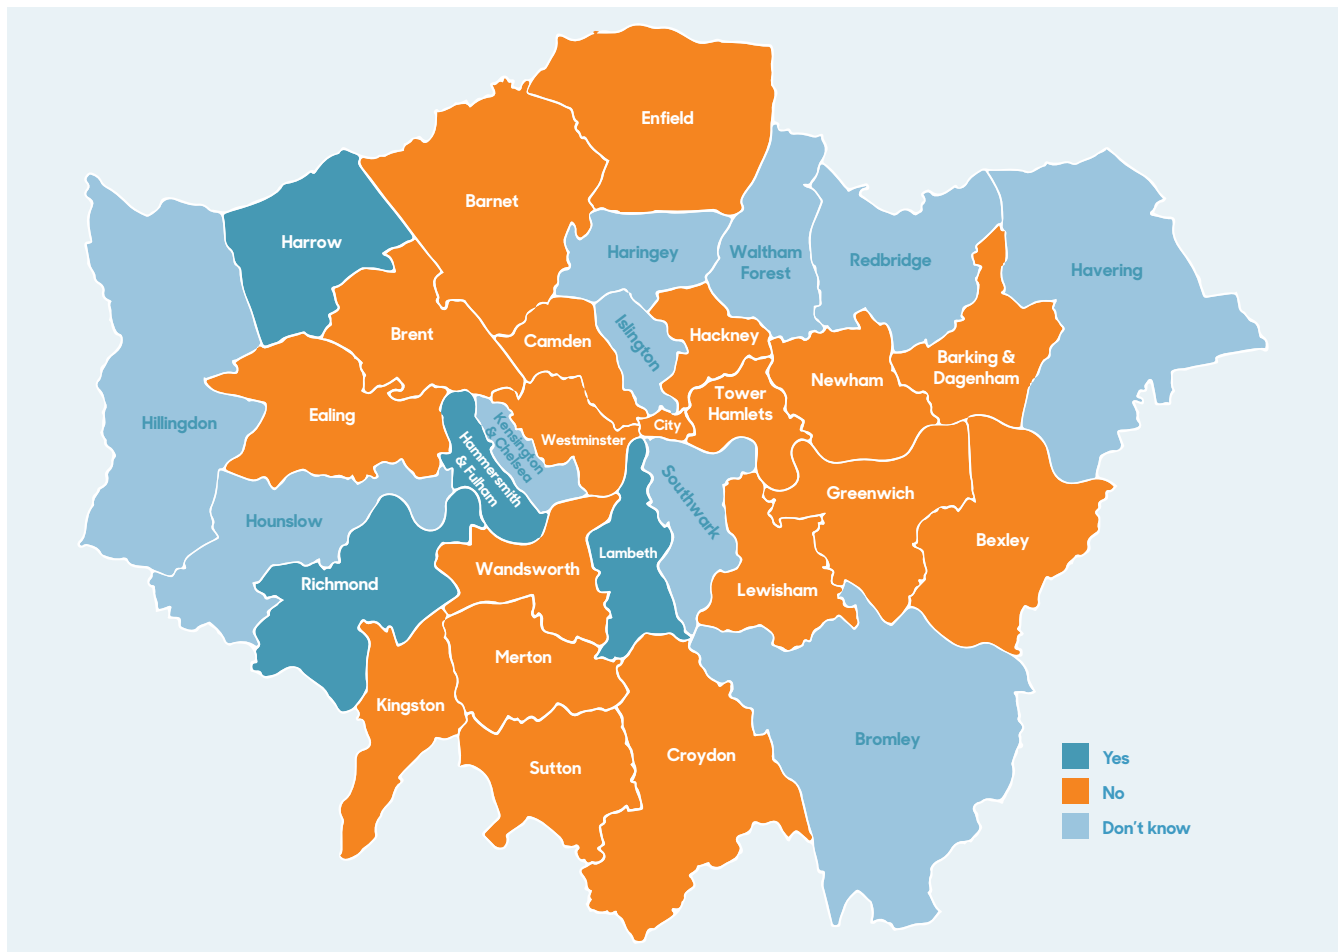 Enfield
Barnet
Harrow
Haringey
Waltham
Forest
Redbridge
Havering
Brent
Camden
Islington
Hackney
Barking &
Dagenham
Newham
Tower
Hamlets
Ealing
Hillingdon
City
Westminster
Kensington
& Chelsea
Hammersmith
& Fulham
Southwark
Greenwich
Hounslow
Bexley
Lambeth
Wandsworth
Richmond
Lewisham
Merton
Kingston
Bromley
Croydon
Sutton
Yes
No
Don't know